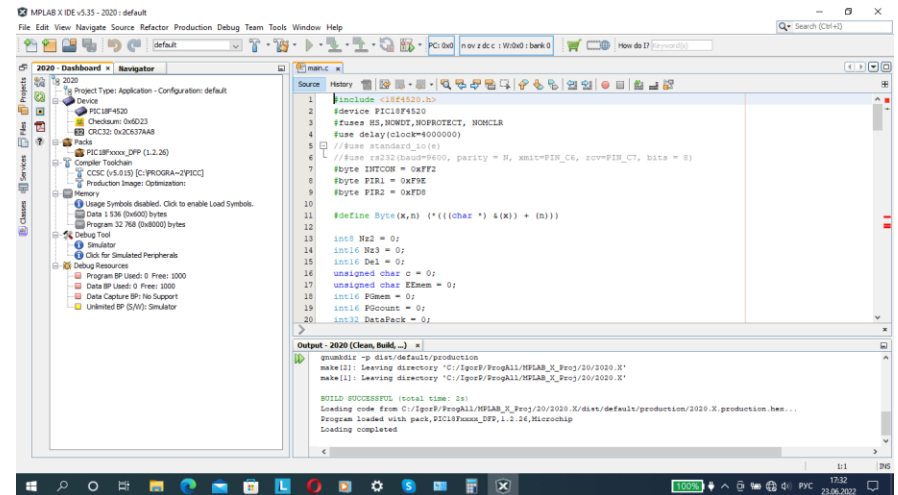 MPLAB X IDE v5.35 - 2020 : default
File Edit View Navigate Source Refactor Production Debug Team Tools Window Help
Search (Ctrl+I)
default
PC: 0x0
n ov z dc c : W:0x0 : bank 0
How do I?
Keyword(s)
2020 - Dashboard
Navigator
2020
Project Type: Application - Configuration: default
Device
PIC18F4520
Checksum: 0x6D23
CRC32: 0x2C637AA8
Packs
PIC18Fxxxx_DFP (1.2.26)
Compiler Toolchain
CCSC (v5.015) [C:\PROGRA~2\PICC]
Production Image: Optimization:
Memory
Usage Symbols disabled. Click to enable Load Symbols.
Data 1 536 (0x600) bytes
Program 32 768 (0x8000) bytes
Debug Tool
Simulator
Click for Simulated Peripherals
Debug Resources
Program BP Used: 0 Free: 1000
Data BP Used: 0 Free: 1000
Data Capture BP: No Support
Unlimited BP (S/W): Simulator
Projects
Files
Services
Classes
main.c
Source History
1 #include <18f4520.h>
2 #device PIC18F4520
3 #fuses HS,NOWDT,NOPROTECT, NOMCLR
4 #use delay(clock=4000000)
5 //#use standard_io(e)
6 //#use rs232(baud=9600, parity = N, xmit=PIN_C6, rcv=PIN_C7, bits = 8)
7 #byte INTCON = 0xFF2
8 #byte PIR1 = 0xF9E
9 #byte PIR2 = 0xFD8
10
11 #define Byte(x,n) (*(((char *) &(x)) + (n)))
12
13 int8 Nz2 = 0;
14 int16 Nz3 = 0;
15 int16 Del = 0;
16 unsigned char c = 0;
17 unsigned char EEmem = 0;
18 int16 PGmem = 0;
19 int16 PGcount = 0;
20 int32 DataPack = 0;
Output - 2020 (Clean, Build, ...)
gnumkdir -p dist/default/production
make[2]: Leaving directory 'C:/IgorP/ProgAll/MPLAB_X_Proj/20/2020.X'
make[1]: Leaving directory 'C:/IgorP/ProgAll/MPLAB_X_Proj/20/2020.X'
BUILD SUCCESSFUL (total time: 2s)
Loading code from C:/IgorP/ProgAll/MPLAB_X_Proj/20/2020.X/dist/default/production/2020.X.production.hex...
Program loaded with pack,PIC18Fxxxx_DFP,1.2.26,Microchip
Loading completed
1:1
INS
100%
РУС
17:32
23.06.2022